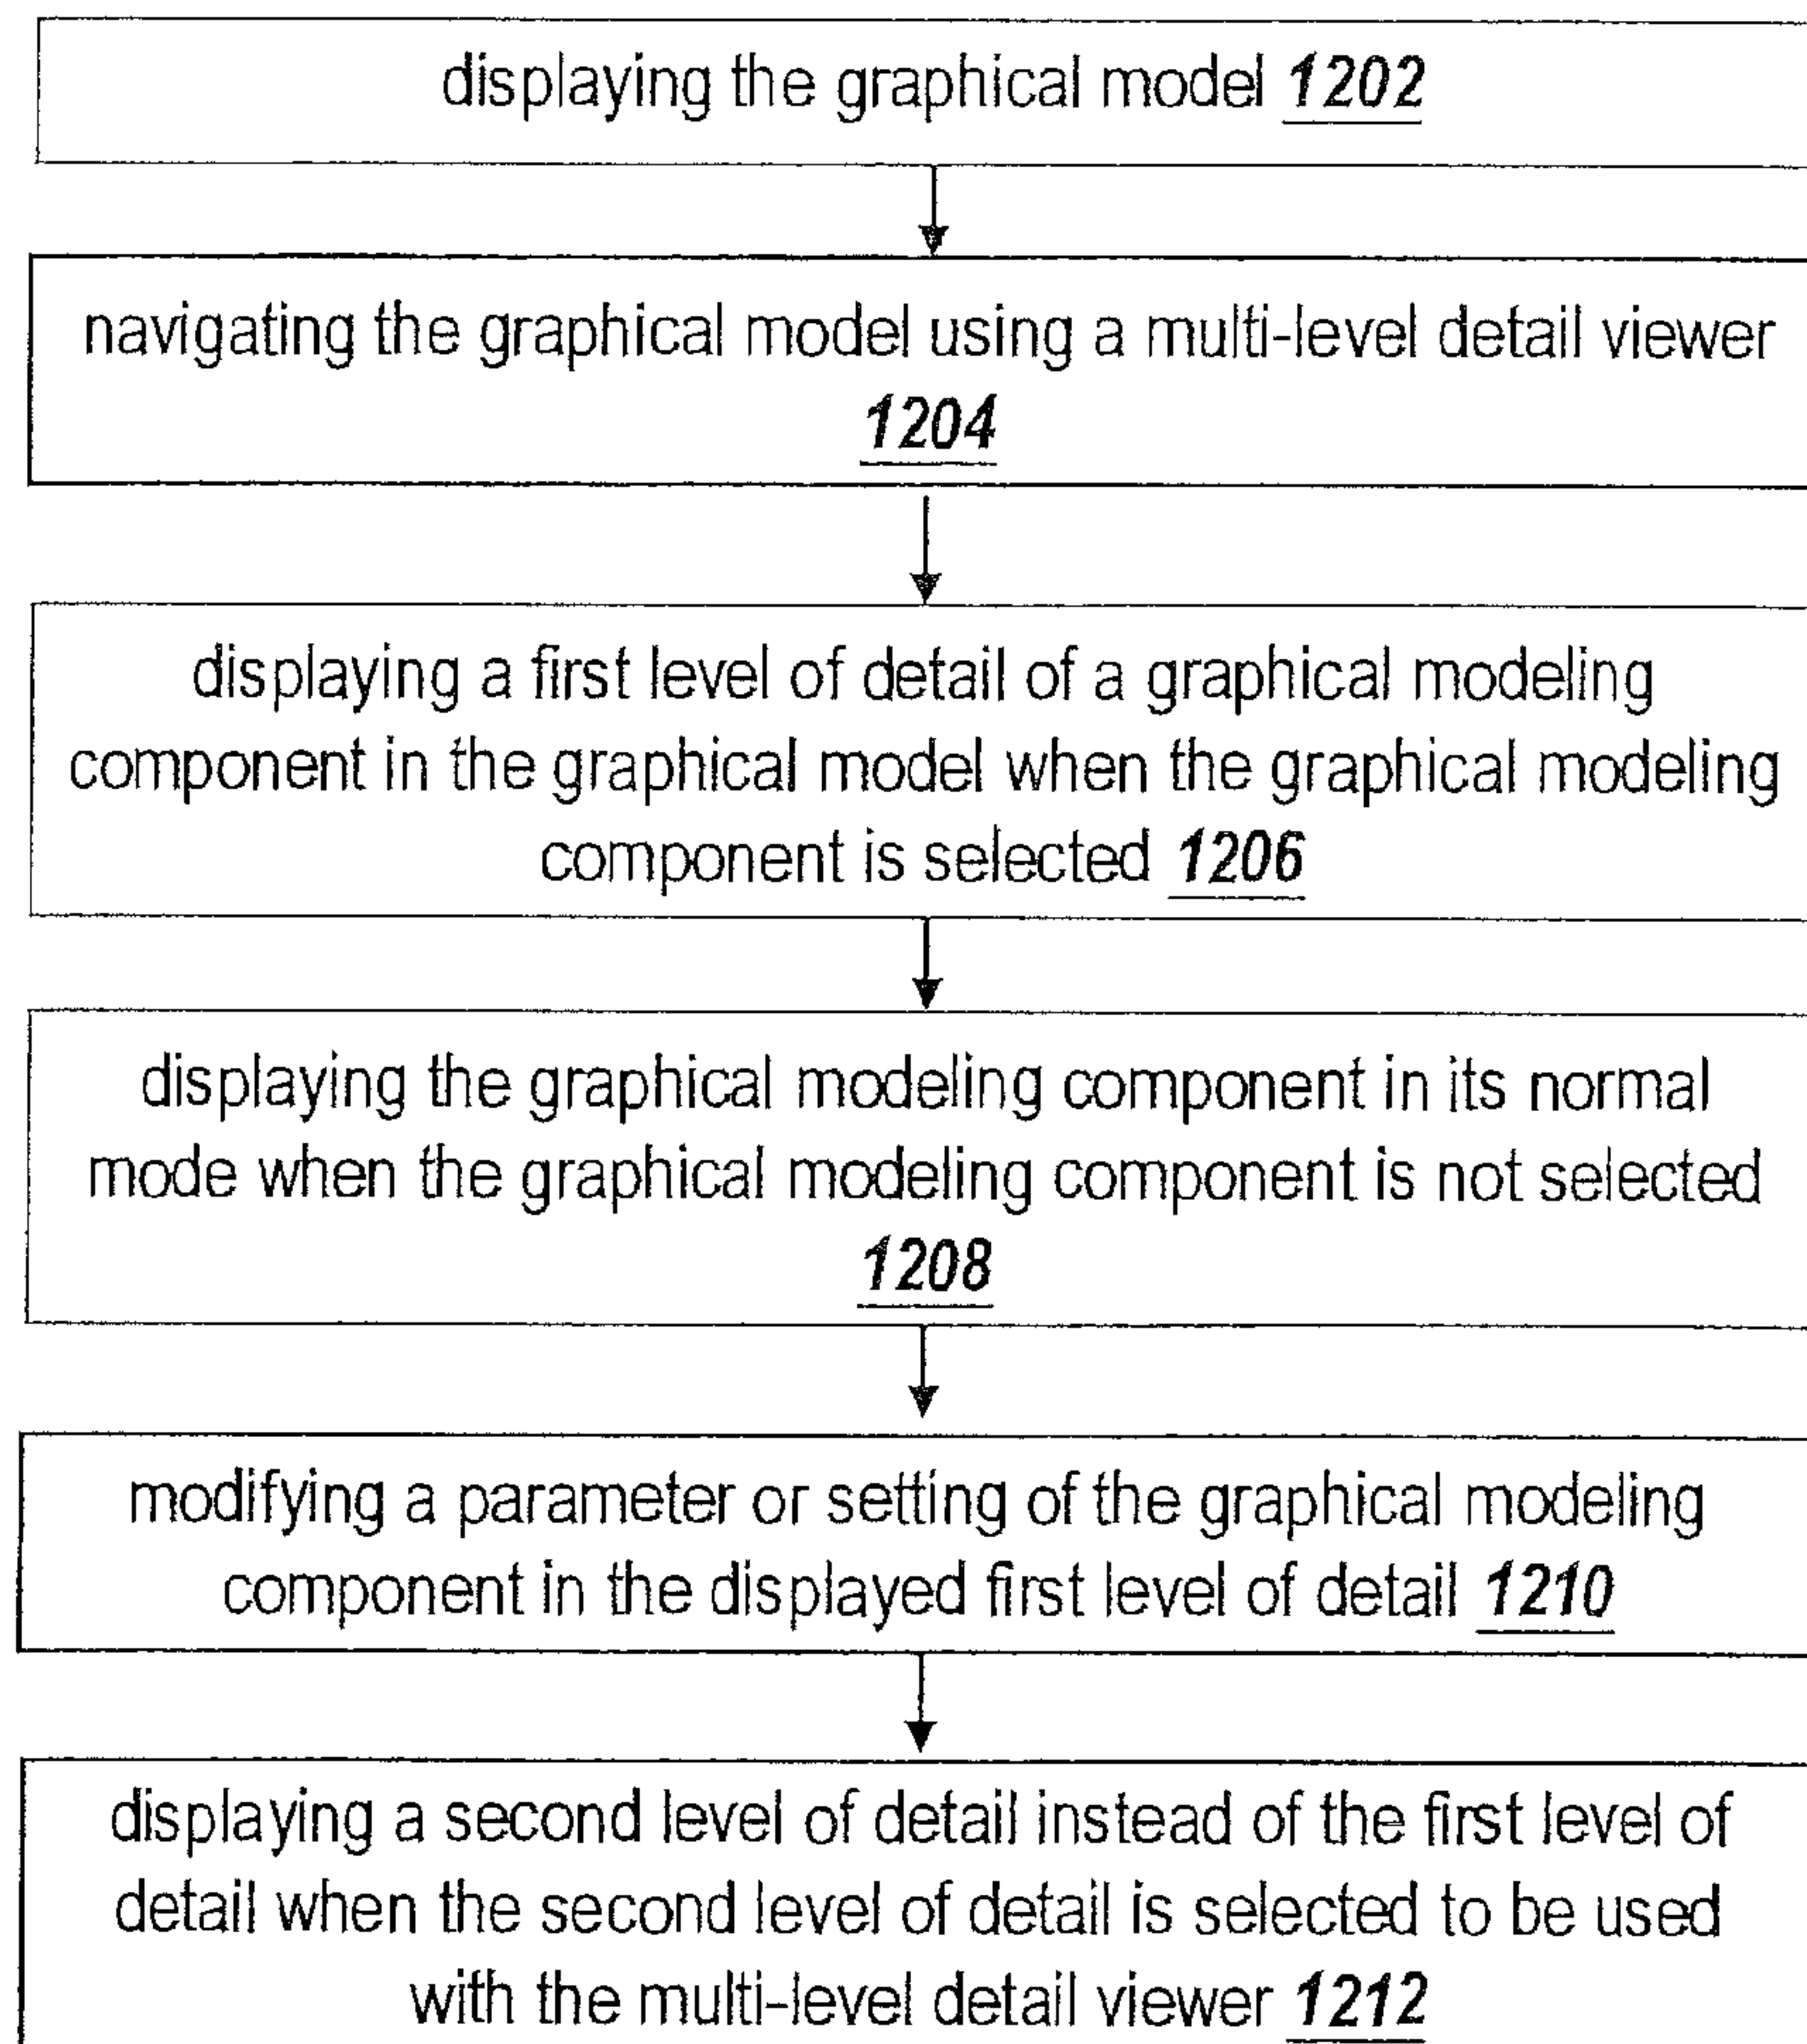 displaying the graphical model 1202
navigating the graphical model using a multi-level detail viewer
1204
displaying a first level of detail of a graphical modeling
component in the graphical model when the graphical modeling
component is selected 1206
displaying the graphical modeling component in its normal
mode when the graphical modeling component is not selected
1208
modifying a parameter or setting of the graphical modeling
component in the displayed first level of detail 1210
displaying a second level of detail instead of the first level of
detail when the second level of detail is selected to be used
with the multi-level detail viewer 1212